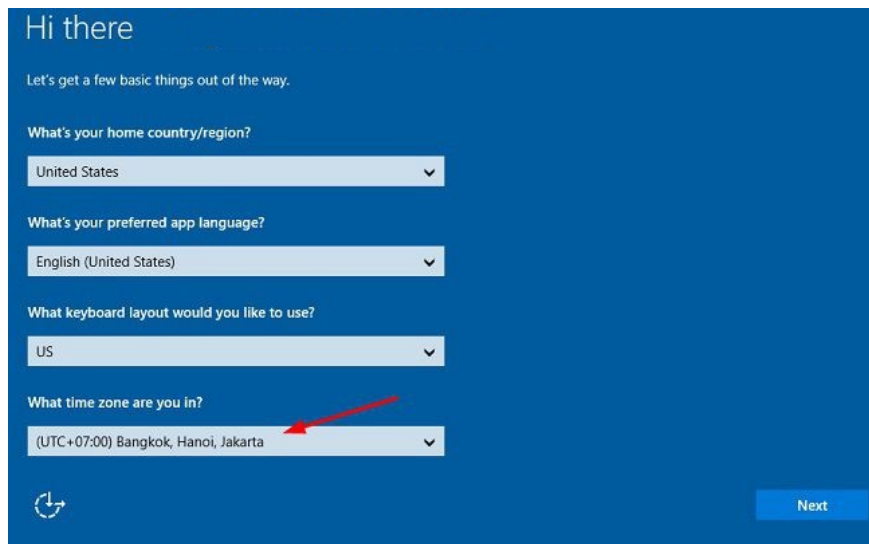 Hi there
Let's get a few basic things out of the way.
What's your home country/region?
United States
What's your preferred app language?
English (United States)
What keyboard layout would you like to use?
US
What time zone are you in?
(UTC+07:00) Bangkok, Hanoi, Jakarta
Next